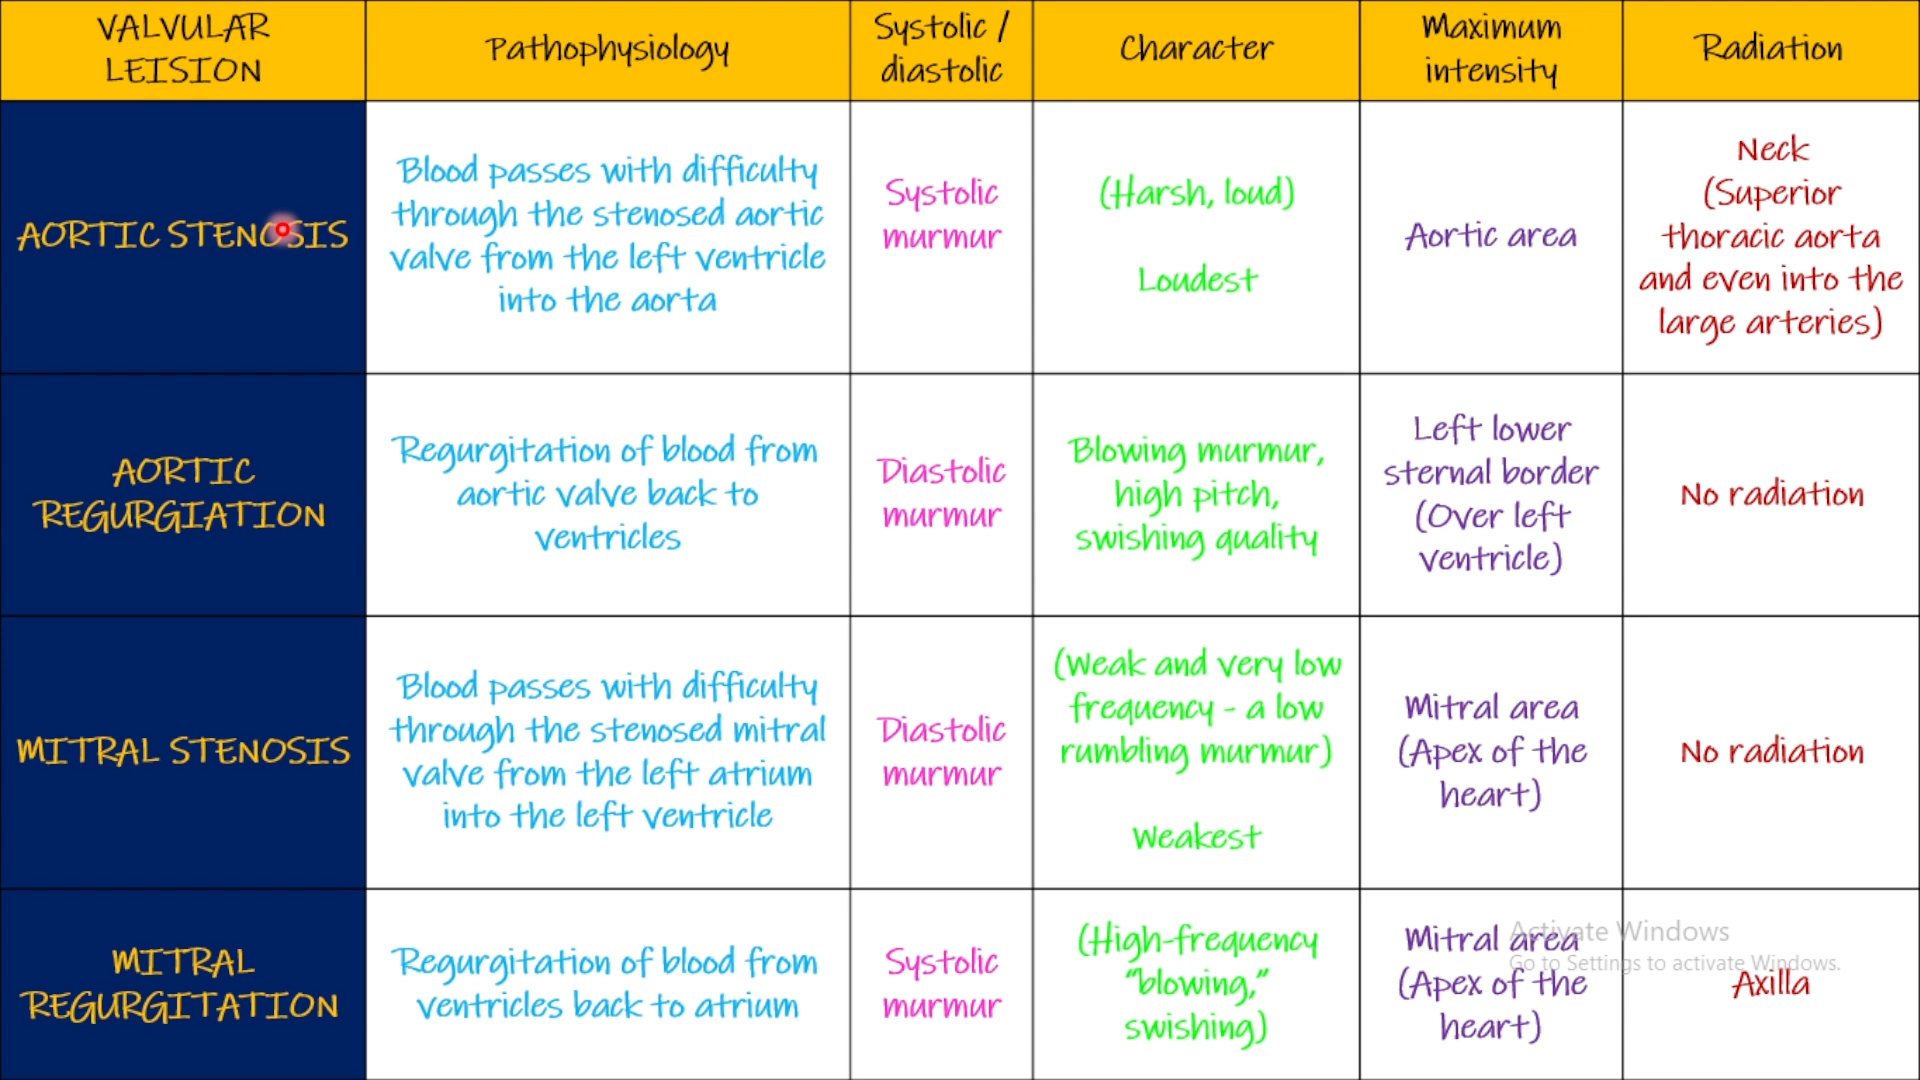 VALVULAR
LEISION
Pathophysiology
Systolic /
diastolic
Character
Maximum
intensity
Radiation
AORTIC STENOSIS
Blood passes with difficulty
through the stenosed aortic
valve from the left ventricle
into the aorta
Systolic
murmur
(Harsh, loud)
Loudest
Aortic area
Neck
(Superior
thoracic aorta
and even into the
large arteries)
AORTIC
REGURGIATION
Regurgitation of blood from
aortic valve back to
ventricles
Diastolic
murmur
Blowing murmur,
high pitch,
swishing quality
Left lower
sternal border
(Over left
ventricle)
No radiation
MITRAL STENOSIS
Blood passes with difficulty
through the stenosed mitral
valve from the left atrium
into the left ventricle
Diastolic
murmur
(Weak and very low
frequency - a low
rumbling murmur)
Weakest
Mitral area
(Apex of the
heart)
No radiation
MITRAL
REGURGITATION
Regurgitation of blood from
ventricles back to atrium
Systolic
murmur
(High-frequency
"blowing,"
swishing)
Mitral area
(Apex of the
heart)
Axilla
Activate Windows
Go to Settings to activate Windows.